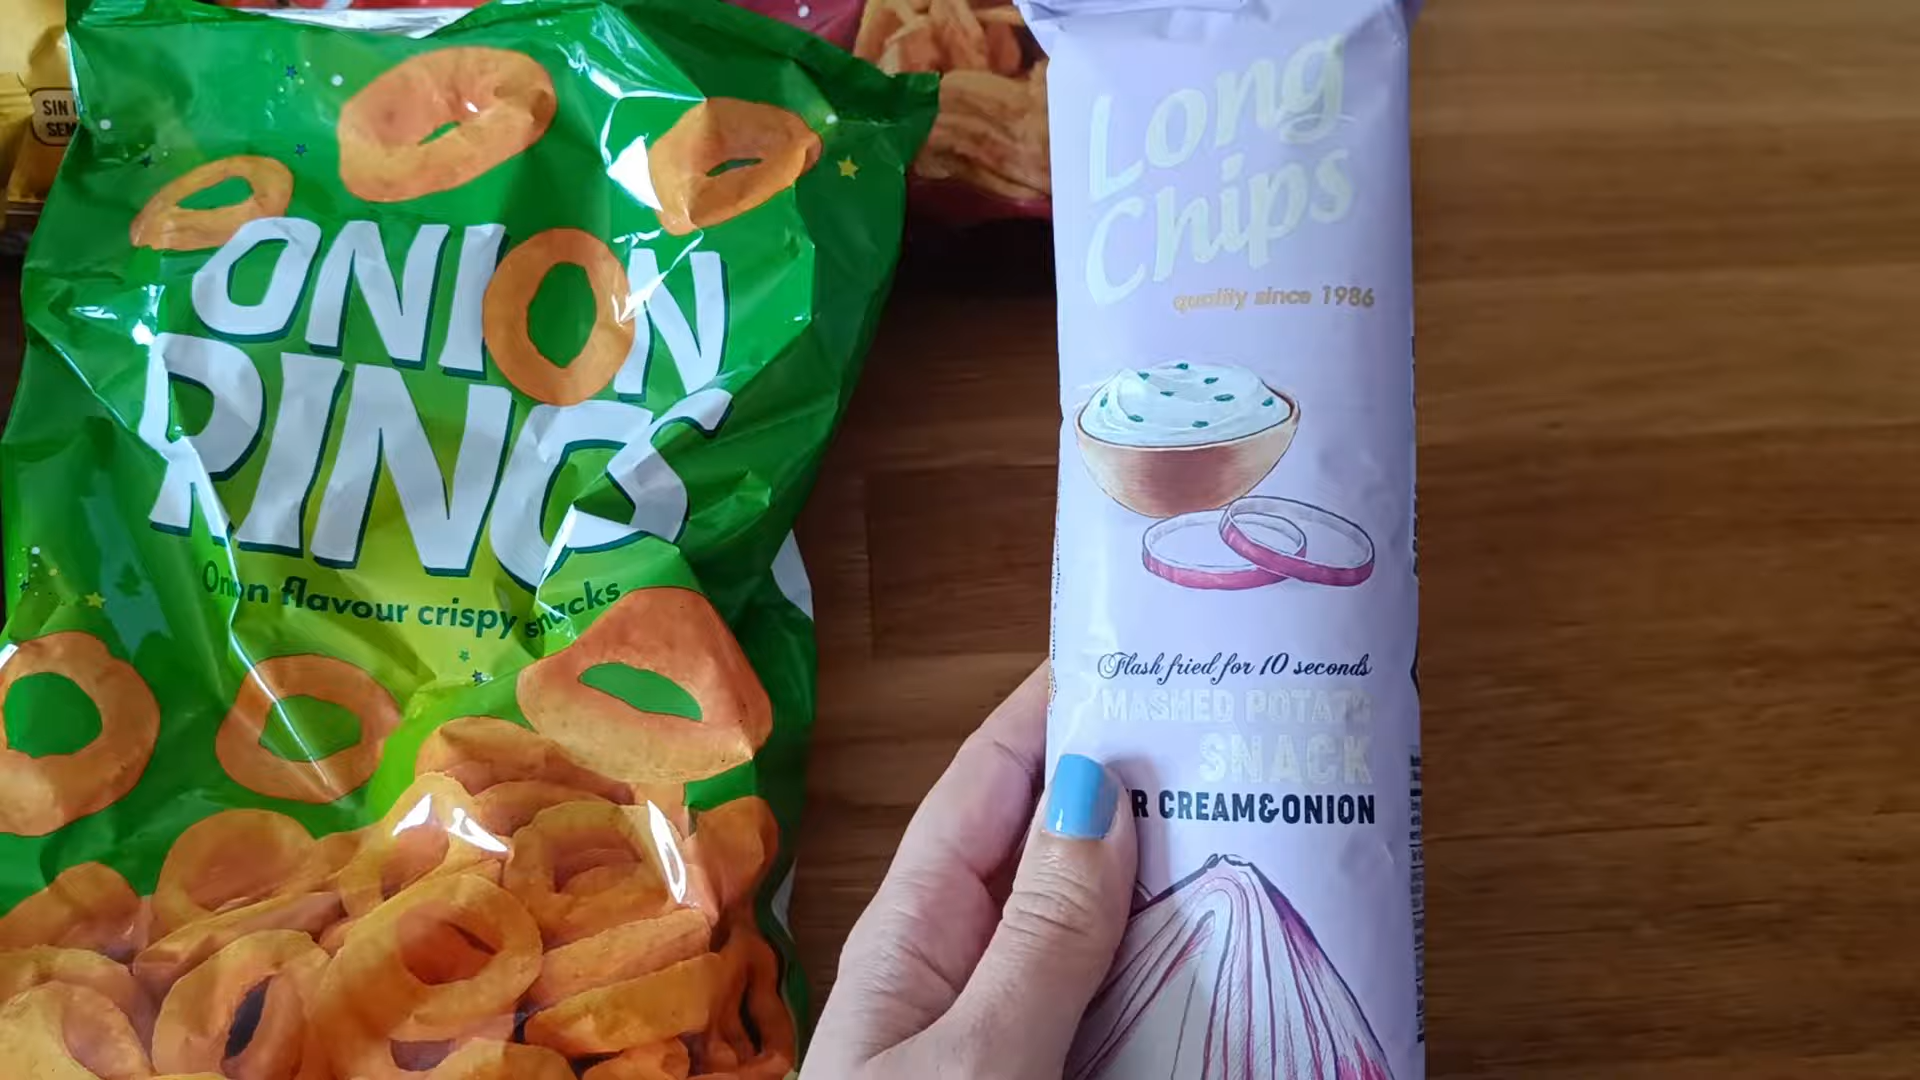 SIN
ONION
RINGS
Onion flavour crispy snacks
Long
Chips
quality since 1986
Flash fried for 10 seconds
MASHED POTATO
SNACK
R CREAM&ONION